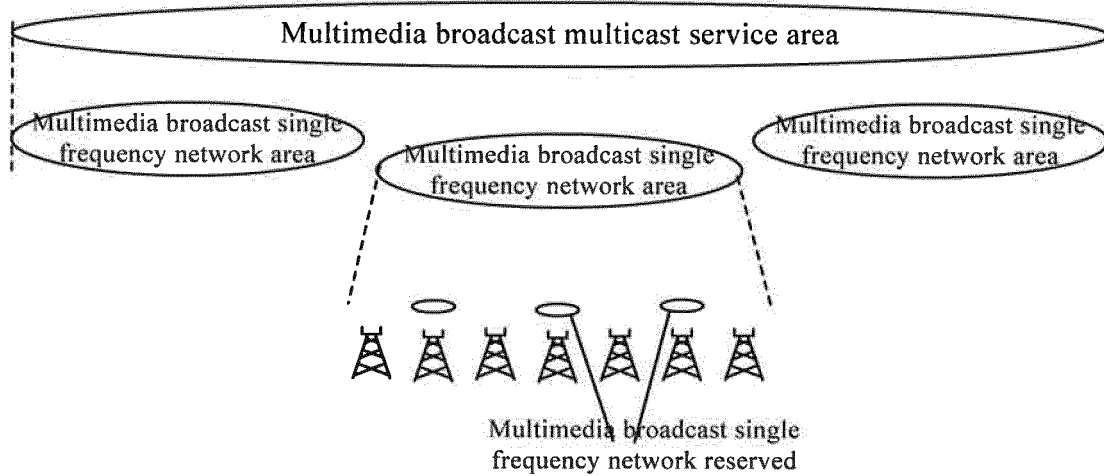 Multimedia broadcast multicast service area
Multimedia broadcast single
frequency network area
Multimedia broadcast single
frequency network area
Multimedia broadcast single
frequency network area
Multimedia broadcast single
frequency network reserved